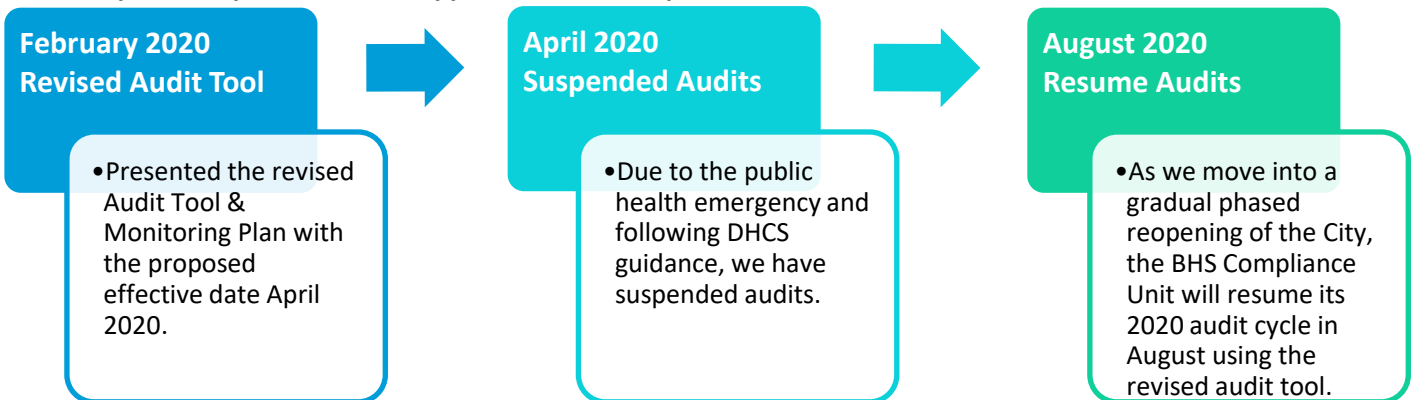 February 2020
Revised Audit Tool
•Presented the revised
Audit Tool &
Monitoring Plan with
the proposed
effective date April
2020.
April 2020
Suspended Audits
•Due to the public
health emergency and
following DHCS
guidance, we have
suspended audits.
August 2020
Resume Audits
•As we move into a
gradual phased
reopening of the City,
the BHS Compliance
Unit will resume its
2020 audit cycle in
August using the
revised audit tool.